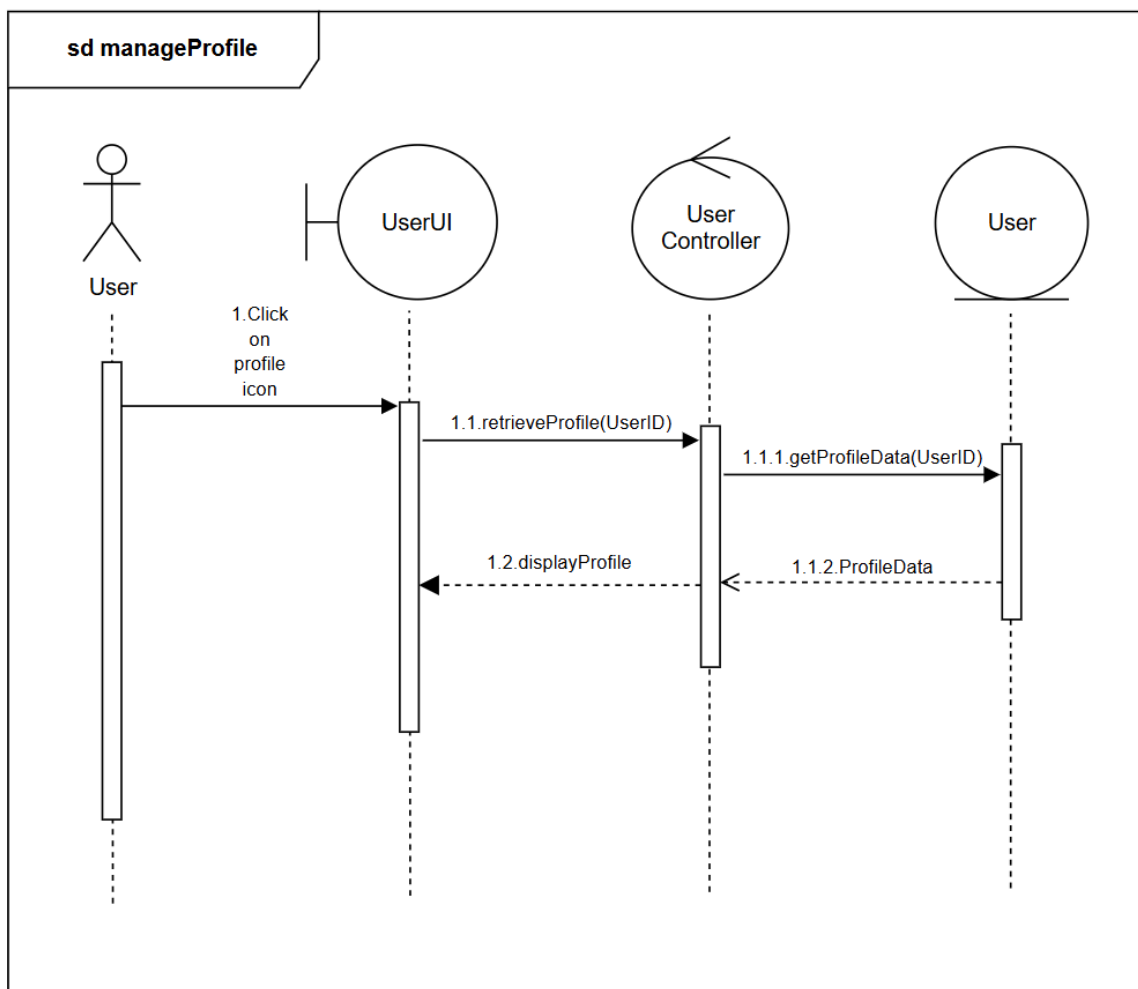 sd manageProfile
User
UserUI
User
Controller
User
1.Click
on
profile
icon
1.1.retrieveProfile(UserID)
1.1.1.getProfileData(UserID)
1.2.displayProfile
1.1.2.ProfileData